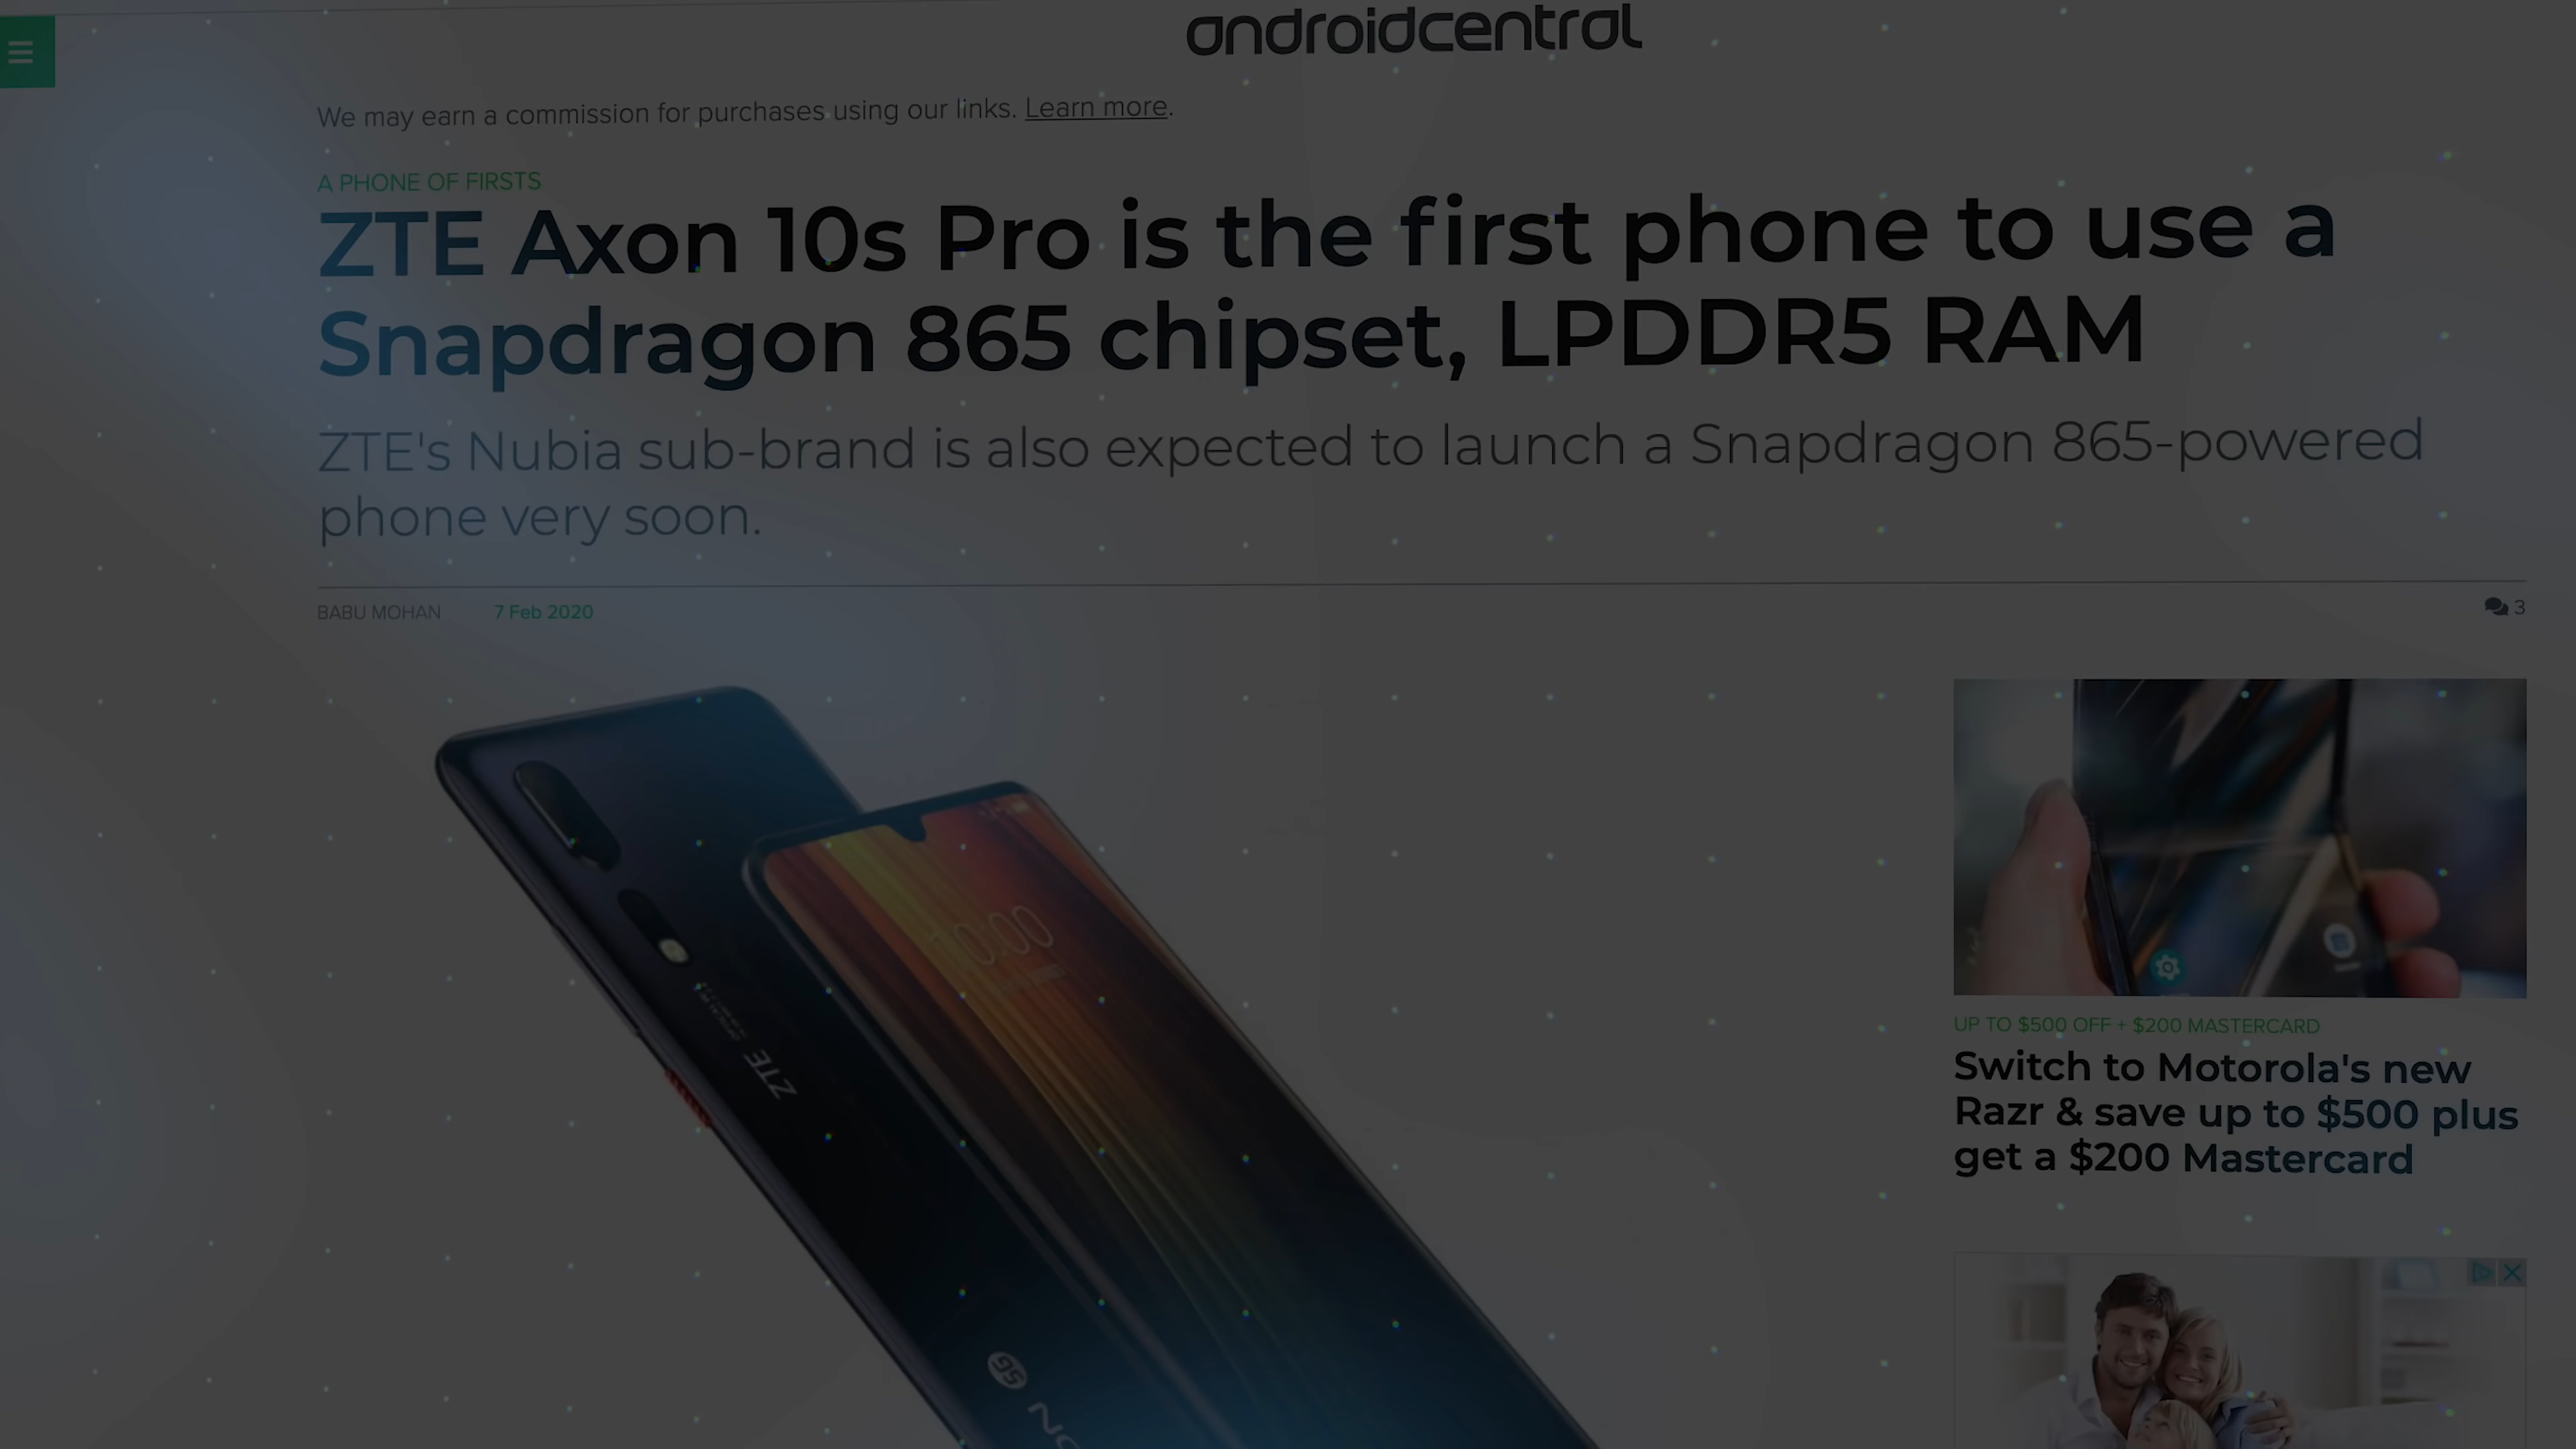 androidcentral
We may earn a commission for purchases using our links. Learn more.
A PHONE OF FIRSTS
ZTE Axon 10s Pro is the first phone to use a
Snapdragon 865 chipset, LPDDR5 RAM
ZTE's Nubia sub-brand is also expected to launch a Snapdragon 865-powered
phone very soon.
BABU MOHAN 7 Feb 2020
3
10:00
ZTE
5G
UP TO $500 OFF + $200 MASTERCARD
Switch to Motorola's new
Razr & save up to $500 plus
get a $200 Mastercard